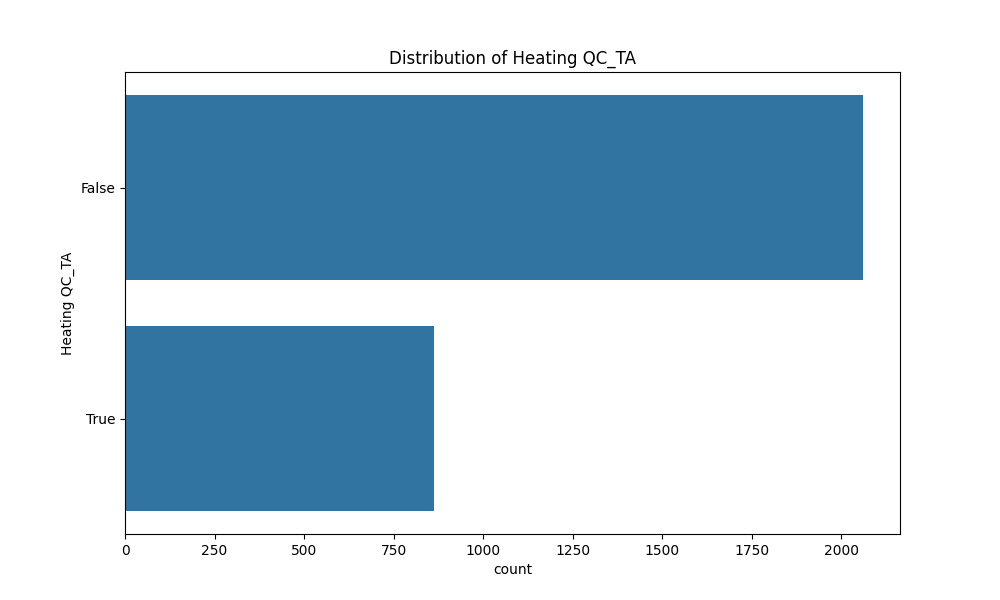 Distribution of Heating QC_TA
Heating QC_TA
False
True
0 250 500 750 1000 1250 1500 1750 2000
count